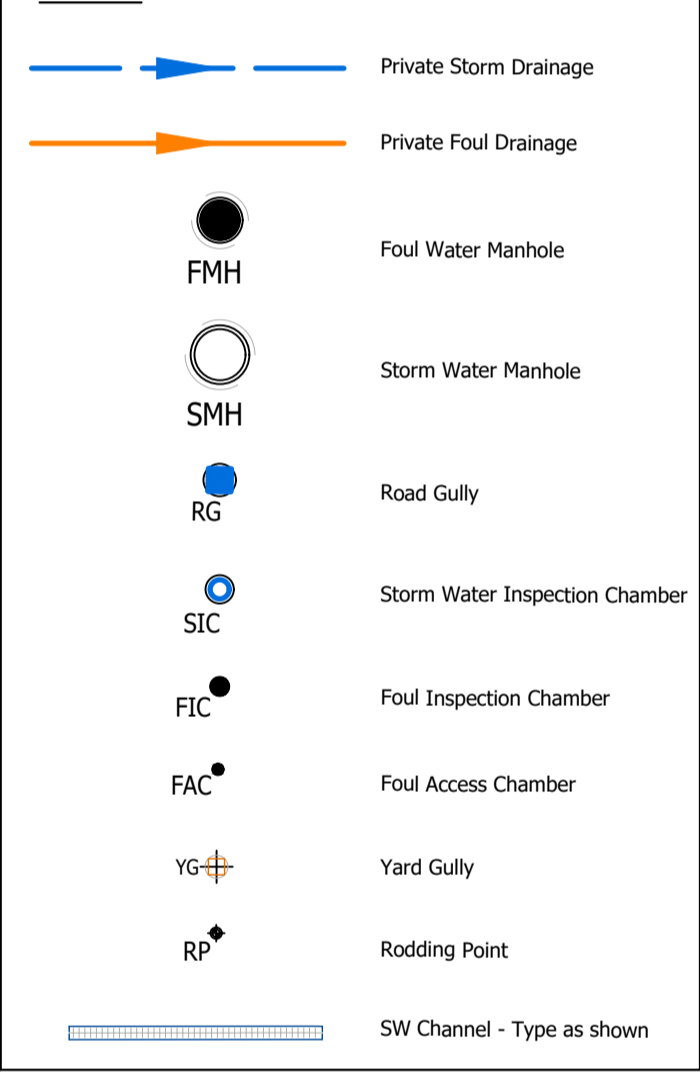 Private Storm Drainage
Private Foul Drainage
FMH
Foul Water Manhole
SMH
Storm Water Manhole
RG
Road Gully
SIC
Storm Water Inspection Chamber
FIC
Foul Inspection Chamber
FAC
Foul Access Chamber
YG
Yard Gully
RP
Rodding Point
SW Channel - Type as shown